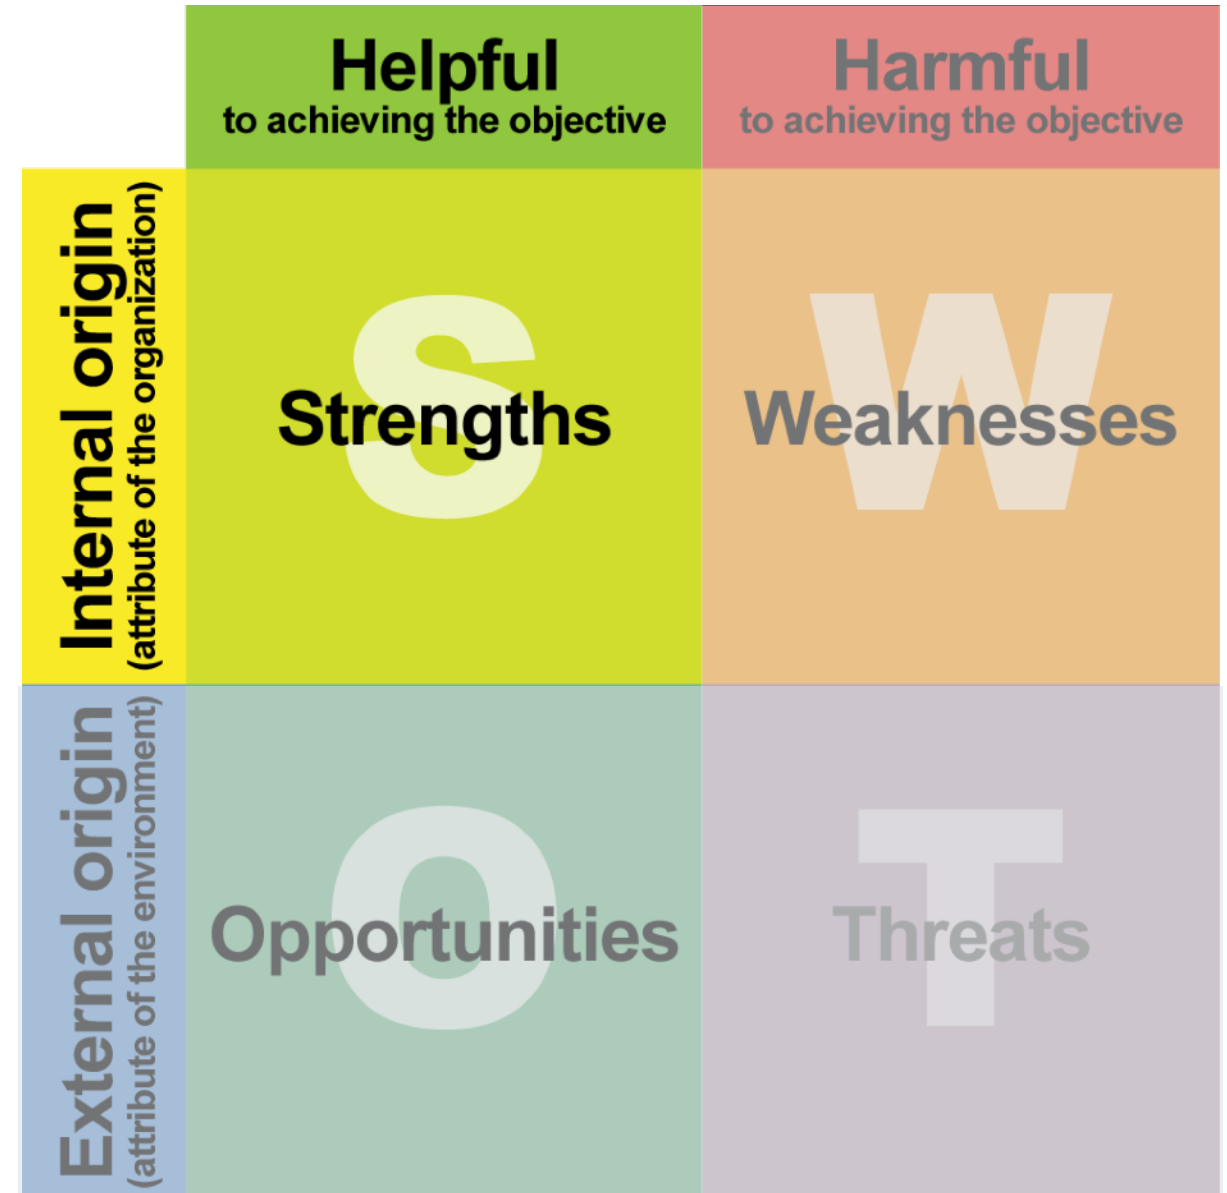 Helpful
to achieving the objective
Harmful
to achieving the objective
Internal origin
(attribute of the organization)
S
Strengths
W
Weaknesses
External origin
(attribute of the environment)
O
Opportunities
T
Threats